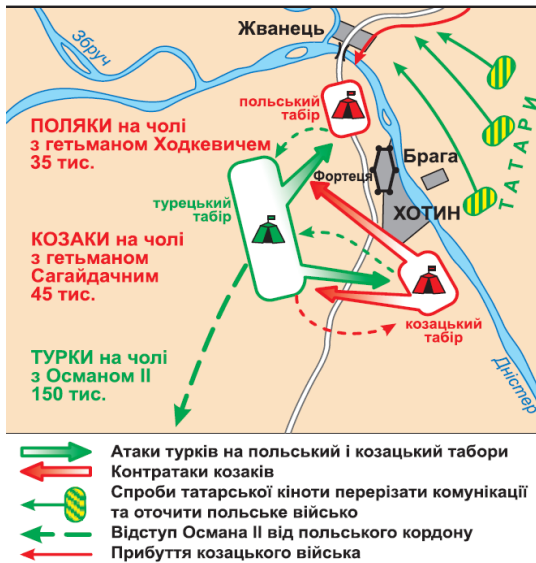 Збруч
Жванець
польський
табір
ПОЛЯКИ на чолі
з гетьманом Ходкевичем
35 тис.
Брага
Фортеця
ТАТАРИ
турецький
табір
ХОТИН
КОЗАКИ на чолі
з гетьманом
Сагайдачним
45 тис.
козацький
табір
ТУРКИ на чолі
з Османом II
150 тис.
Дністер
Атаки турків на польський і козацький табори
Контратаки козаків
Спроби татарської кіноти перерізати комунікації
та оточити польське військо
Відступ Османа II від польського кордону
Прибуття козацького війська